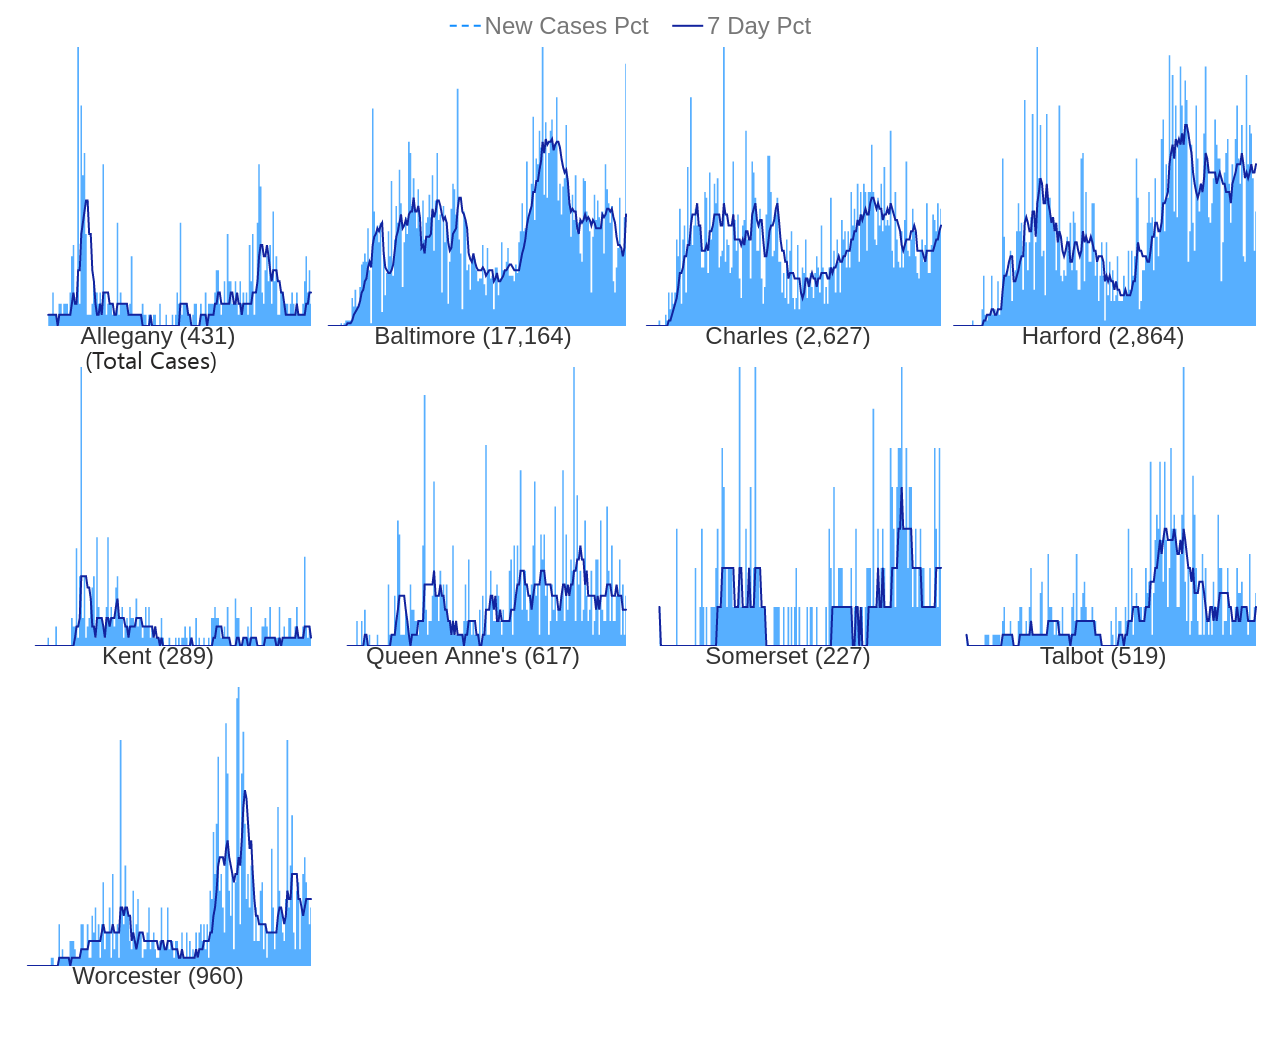 New Cases Pct 7 Day Pct
Allegany (431) Baltimore (17,164) Charles (2,627) Harford (2,864)
(Total Cases)
Kent (289) Queen Anne's (617) Somerset (227) Talbot (519)
Worcester (960)